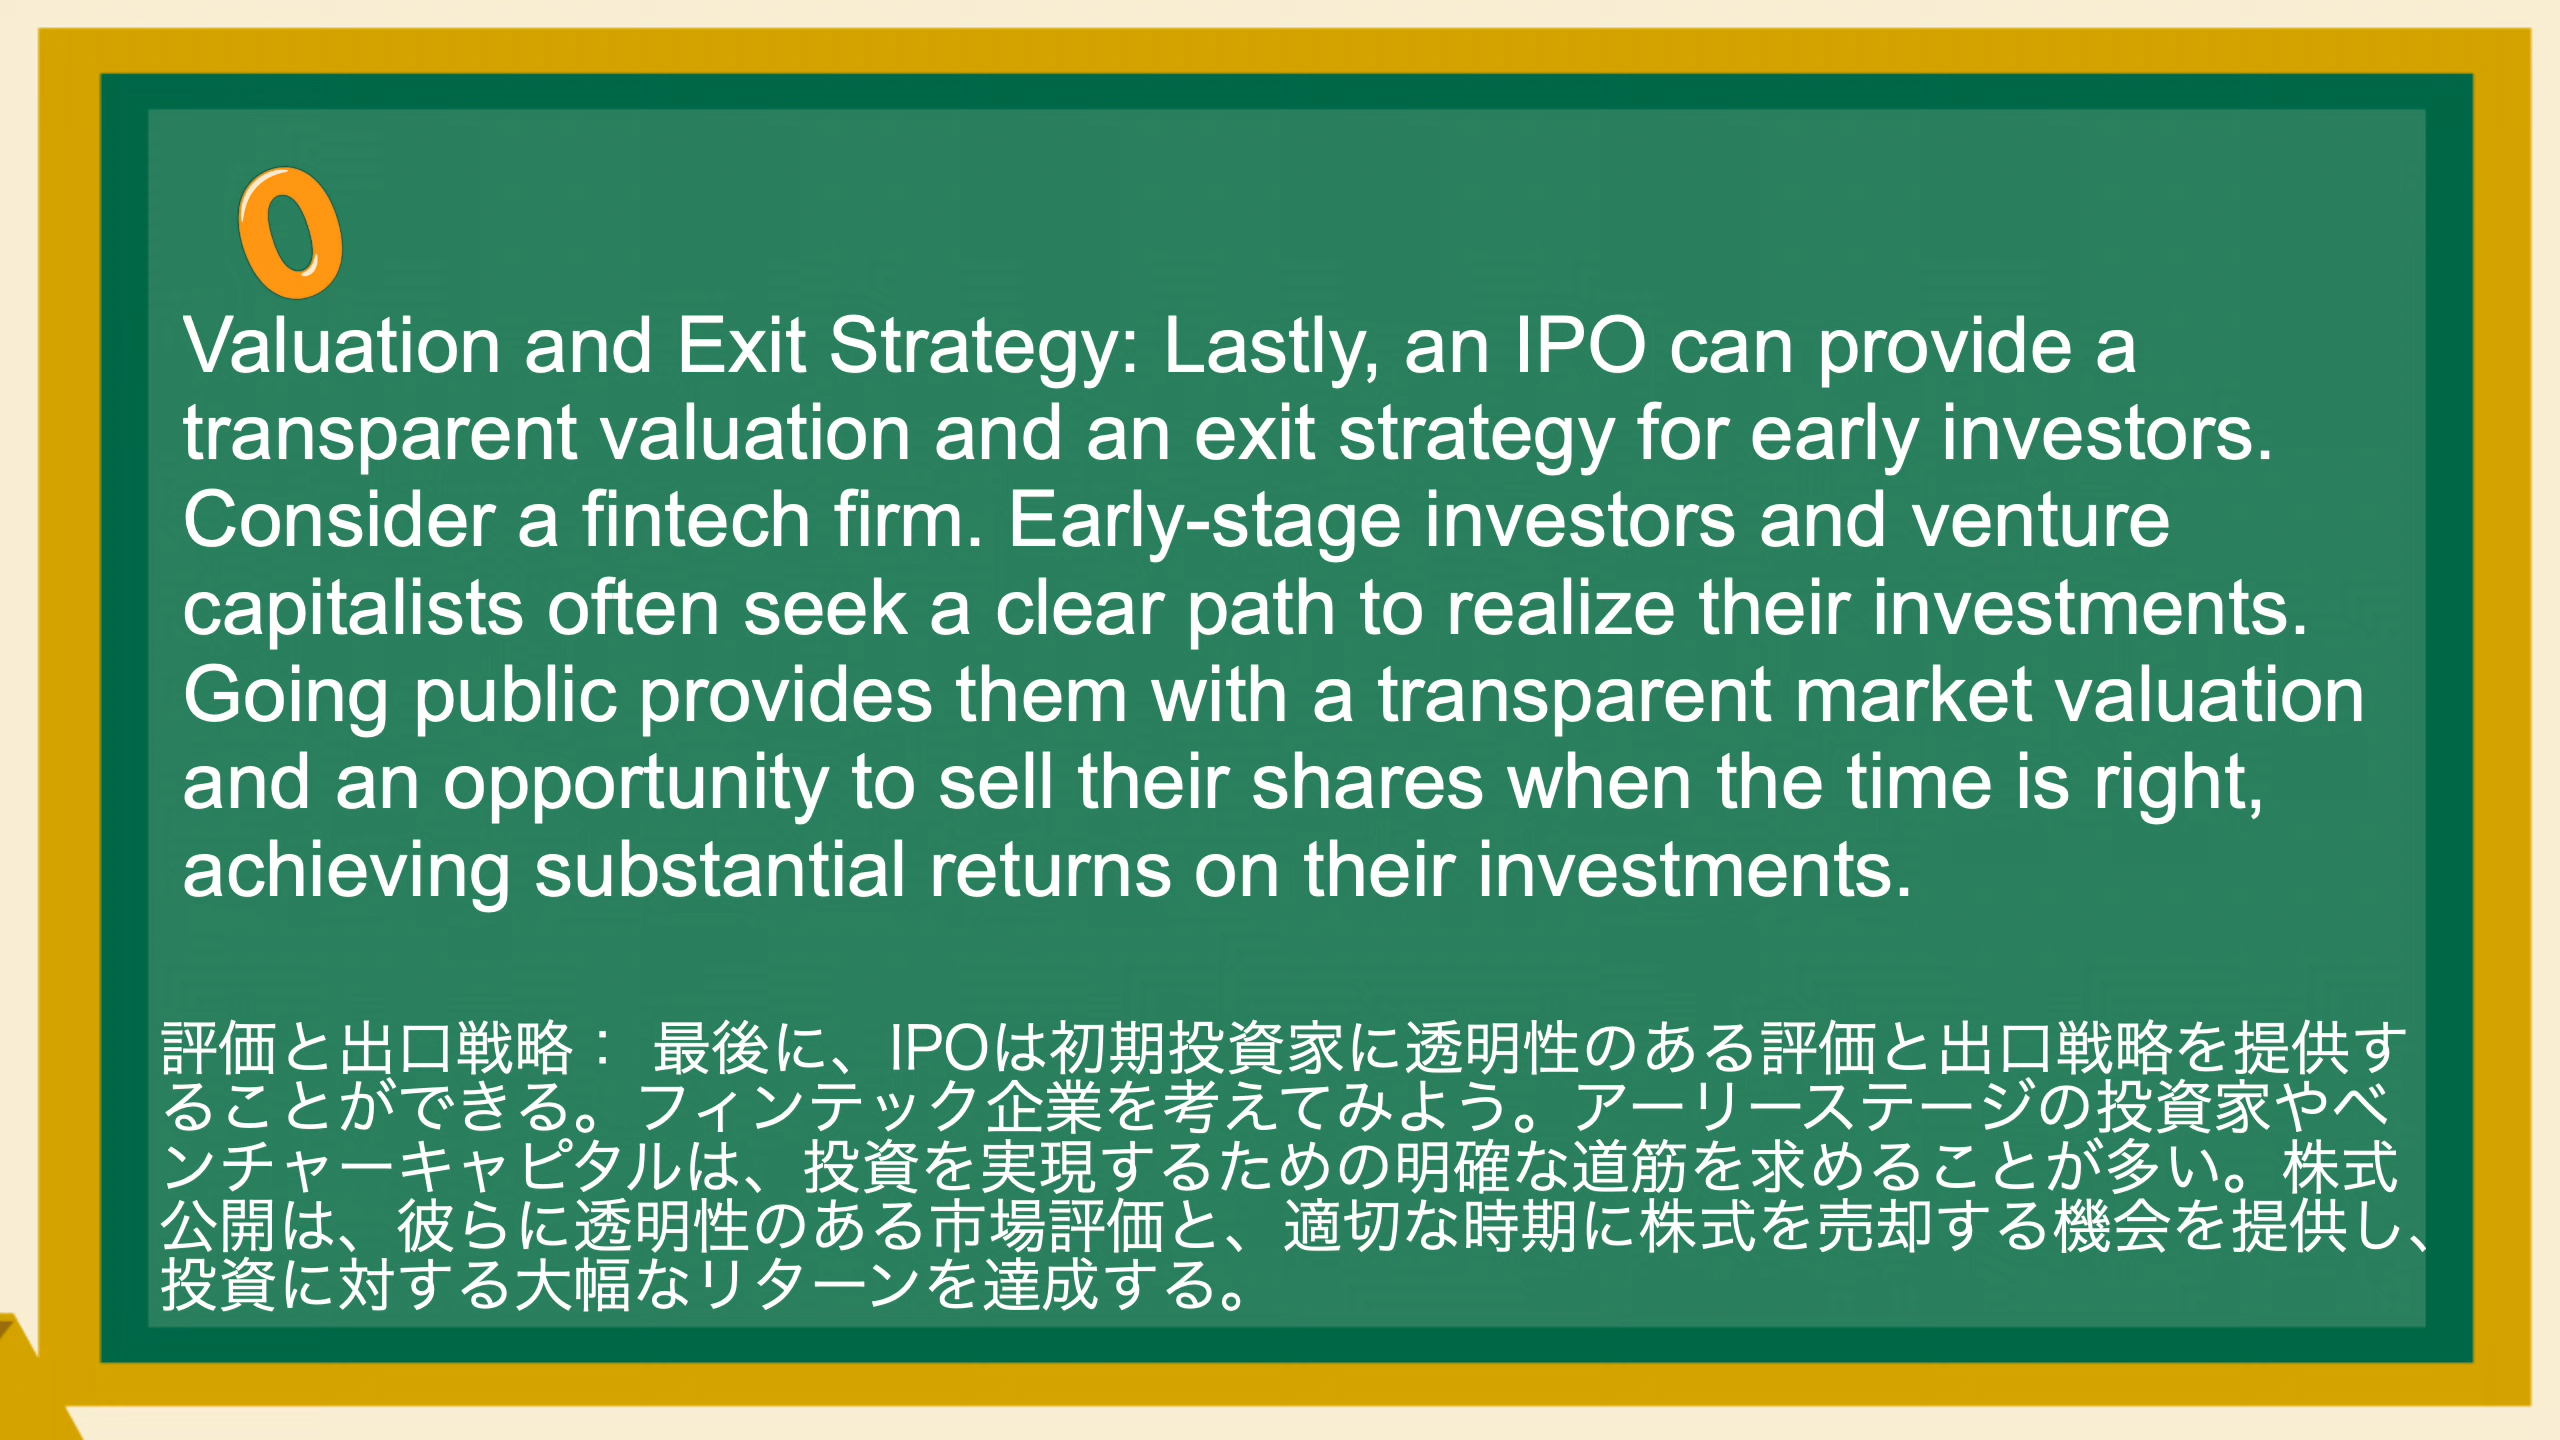 0
Valuation and Exit Strategy: Lastly, an IPO can provide a
transparent valuation and an exit strategy for early investors.
Consider a fintech firm. Early-stage investors and venture
capitalists often seek a clear path to realize their investments.
Going public provides them with a transparent market valuation
and an opportunity to sell their shares when the time is right,
achieving substantial returns on their investments.
評価と出口戦略： 最後に、IPOは初期投資家に透明性のある評価と出口戦略を提供す
ることができる。フィンテック企業を考えてみよう。アーリーステージの投資家やベ
ンチャーキャピタルは、投資を実現するための明確な道筋を求めることが多い。株式
公開は、彼らに透明性のある市場評価と、適切な時期に株式を売却する機会を提供し、
投資に対する大幅なリターンを達成する。